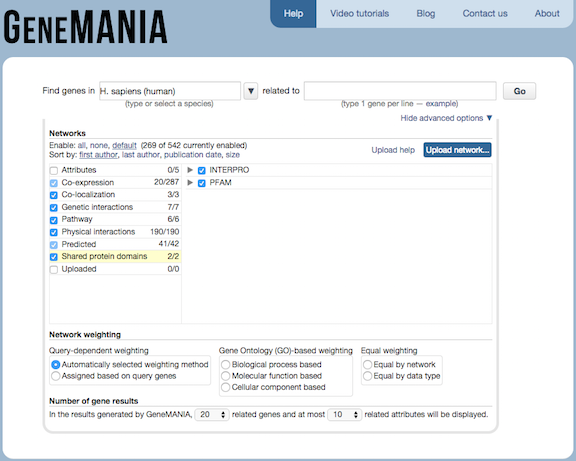 GENEMANIA
Help Video tutorials Blog Contact us About
Find genes in H. sapiens (human) ▼ related to Go
(type or select a species) (type 1 gene per line — example)
Hide advanced options ▼
Networks
Enable: all, none, default (269 of 542 currently enabled)
Sort by: first author, last author, publication date, size
Upload help Upload network...
Attributes 0/5 INTERPRO
Co-expression 20/287 PFAM
Co-localization 3/3
Genetic interactions 7/7
Pathway 6/6
Physical interactions 190/190
Predicted 41/42
Shared protein domains 2/2
Uploaded 0/0
Network weighting
Query-dependent weighting Gene Ontology (GO)-based weighting Equal weighting
Automatically selected weighting method Biological process based Equal by network
Assigned based on query genes Molecular function based Equal by data type
Cellular component based
Number of gene results
In the results generated by GeneMANIA, 20 related genes and at most 10 related attributes will be displayed.